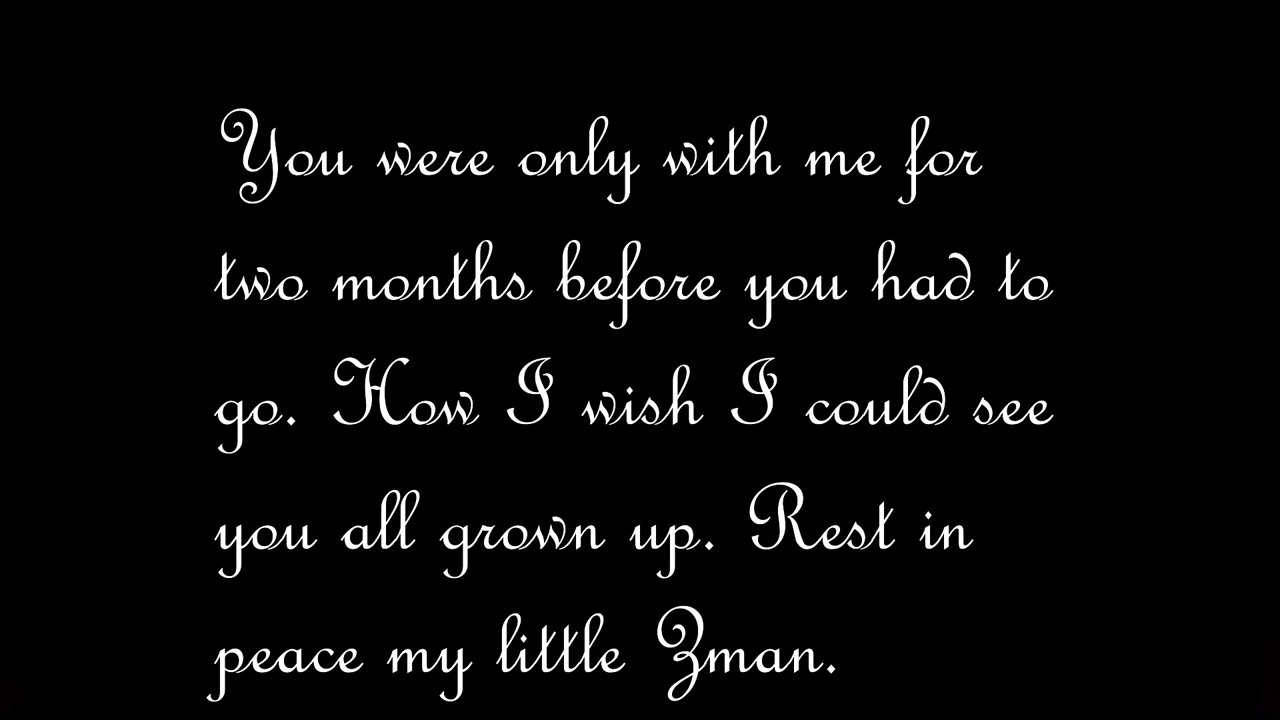 You were only with me for
two months before you had to
go. How I wish I could see
you all grown up. Rest in
peace my little Zman.